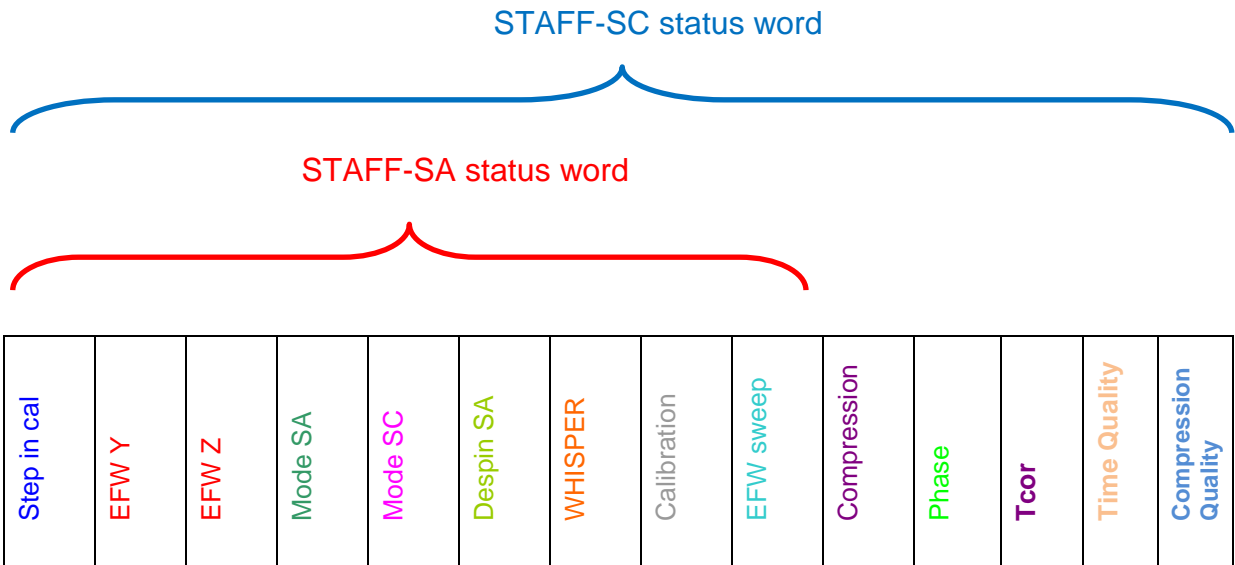 STAFF-SC status word
STAFF-SA status word
Step in cal
EFW Y
EFW Z
Mode SA
Mode SC
Despin SA
WHISPER
Calibration
EFW sweep
Compression
Phase
Tcor
Time Quality
Compression
Quality